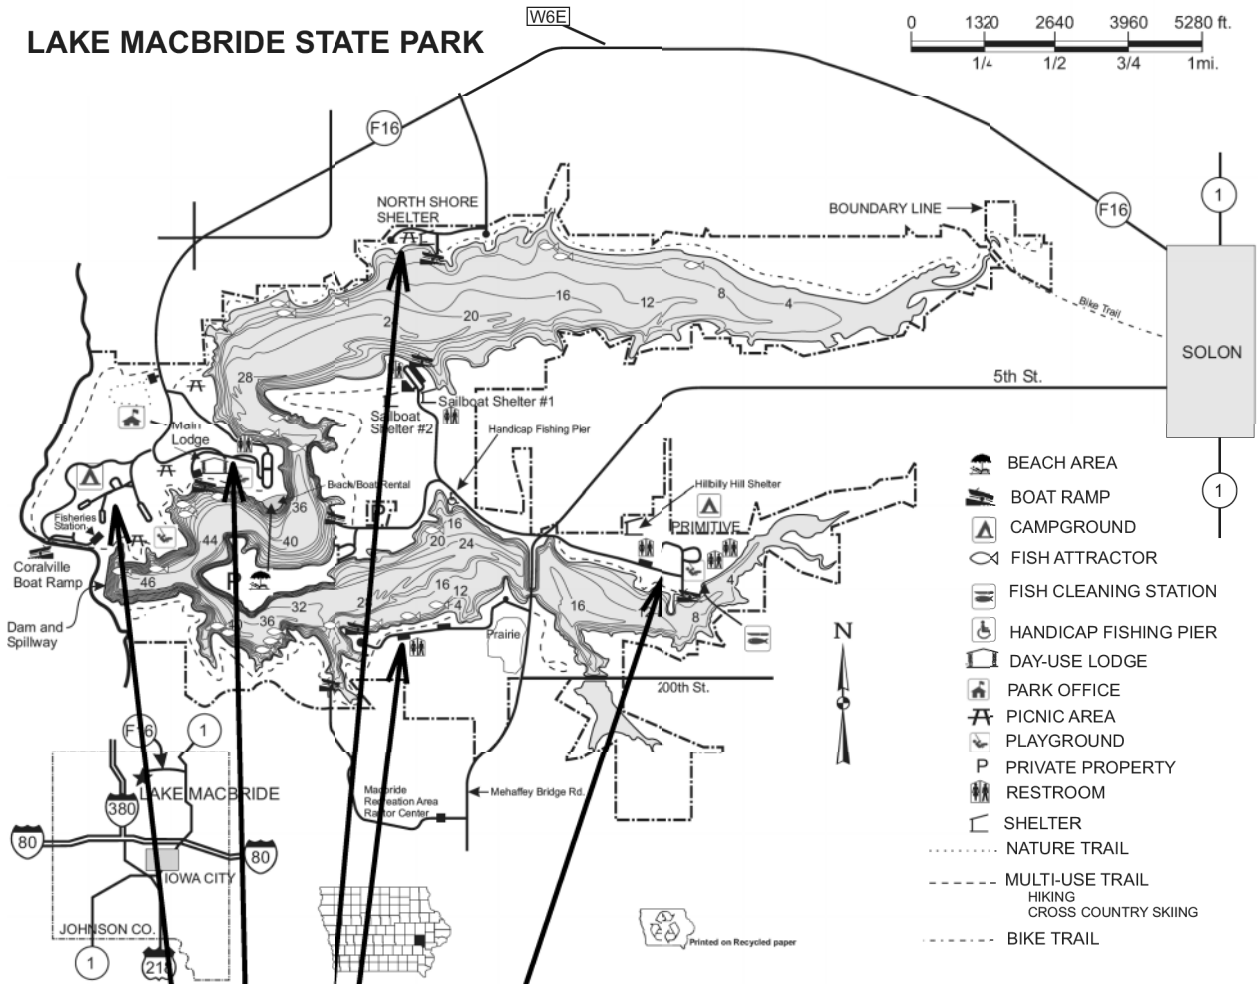 W6E
LAKE MACBRIDE STATE PARK
0 1320 2640 3960 5280 ft.
1/4 1/2 3/4 1mi.
F16
NORTH SHORE
SHELTER
BOUNDARY LINE
F16
1
16
12
8
4
20
Bike Trail
SOLON
28
5th St.
Sailboat Shelter #1
Sailboat
Shelter #2
Handicap Fishing Pier
Main
Lodge
Beach/Boat Rental
Hillbilly Hill Shelter
PRIMITIVE
36
P
16
20
24
Fisheries
Station
44
40
Coralville
Boat Ramp
46
P
32
16
12
4
16
4
8
36
40
Dam and
Spillway
Prairie
200th St.
N
BEACH AREA
BOAT RAMP
CAMPGROUND
FISH ATTRACTOR
FISH CLEANING STATION
HANDICAP FISHING PIER
DAY-USE LODGE
PARK OFFICE
PICNIC AREA
PLAYGROUND
P PRIVATE PROPERTY
RESTROOM
SHELTER
NATURE TRAIL
MULTI-USE TRAIL
HIKING
CROSS COUNTRY SKIING
BIKE TRAIL
1
F16
1
LAKE MACBRIDE
380
80
80
IOWA CITY
JOHNSON CO.
1
218
Macbride
Recreation Area
Raptor Center
Mehaffey Bridge Rd.
Printed on Recycled paper